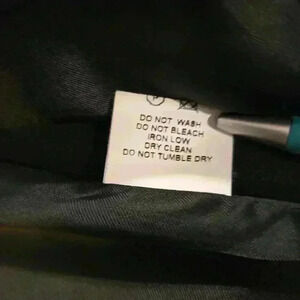 DO NOT WASH
DO NOT BLEACH
IRON LOW
DRY CLEAN
DO NOT TUMBLE DRY